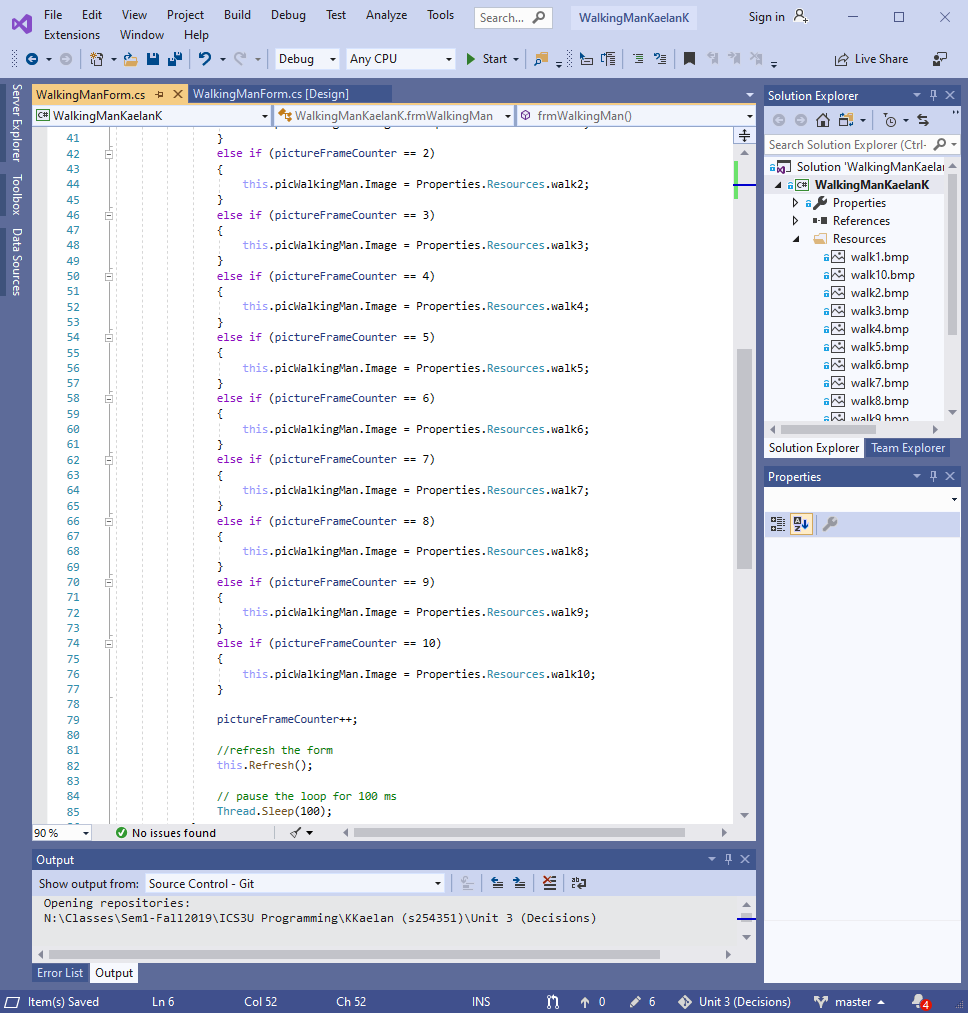 File Edit View Project Build Debug Test Analyze Tools Search... WalkingManKaelanK Sign in
Extensions Window Help
Debug Any CPU Start Live Share
Server Explorer
Toolbox
Data Sources
WalkingManForm.cs WalkingManForm.cs [Design]
C# WalkingManKaelanK WalkingManKaelanK.frmWalkingMan frmWalkingMan()
41 }
42 else if (pictureFrameCounter == 2)
43 {
44 this.picWalkingMan.Image = Properties.Resources.walk2;
45 }
46 else if (pictureFrameCounter == 3)
47 {
48 this.picWalkingMan.Image = Properties.Resources.walk3;
49 }
50 else if (pictureFrameCounter == 4)
51 {
52 this.picWalkingMan.Image = Properties.Resources.walk4;
53 }
54 else if (pictureFrameCounter == 5)
55 {
56 this.picWalkingMan.Image = Properties.Resources.walk5;
57 }
58 else if (pictureFrameCounter == 6)
59 {
60 this.picWalkingMan.Image = Properties.Resources.walk6;
61 }
62 else if (pictureFrameCounter == 7)
63 {
64 this.picWalkingMan.Image = Properties.Resources.walk7;
65 }
66 else if (pictureFrameCounter == 8)
67 {
68 this.picWalkingMan.Image = Properties.Resources.walk8;
69 }
70 else if (pictureFrameCounter == 9)
71 {
72 this.picWalkingMan.Image = Properties.Resources.walk9;
73 }
74 else if (pictureFrameCounter == 10)
75 {
76 this.picWalkingMan.Image = Properties.Resources.walk10;
77 }
78
79 pictureFrameCounter++;
80
81 //refresh the form
82 this.Refresh();
83
84 // pause the loop for 100 ms
85 Thread.Sleep(100);
90 % No issues found
Output
Show output from: Source Control - Git
Opening repositories:
N:\Classes\Sem1-Fall2019\ICS3U Programming\KKaelan (s254351)\Unit 3 (Decisions)
Error List Output
Solution Explorer
Search Solution Explorer (Ctrl-
Solution 'WalkingManKaelan
C# WalkingManKaelanK
Properties
References
Resources
walk1.bmp
walk10.bmp
walk2.bmp
walk3.bmp
walk4.bmp
walk5.bmp
walk6.bmp
walk7.bmp
walk8.bmp
walk9.bmp
Solution Explorer Team Explorer
Properties
Item(s) Saved Ln 6 Col 52 Ch 52 INS 0 6 Unit 3 (Decisions) master 4